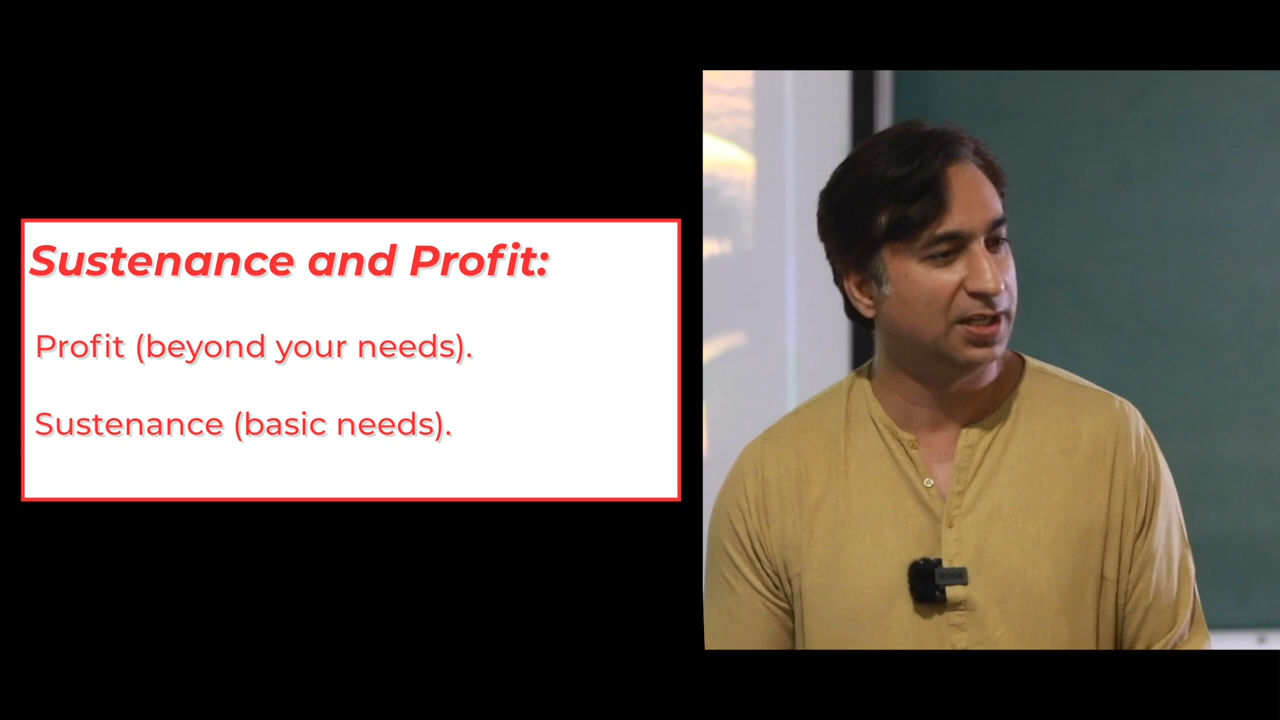 Sustenance and Profit:
Profit (beyond your needs).
Sustenance (basic needs).